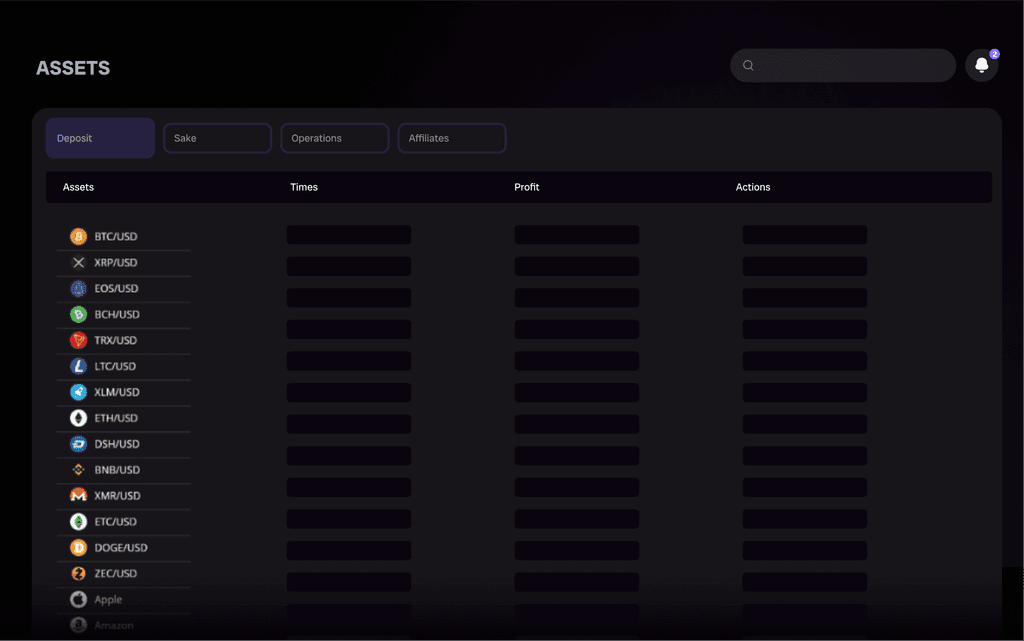 ASSETS
2
Deposit
Sake
Operations
Affiliates
Assets
Times
Profit
Actions
BTC/USD
XRP/USD
EOS/USD
BCH/USD
TRX/USD
LTC/USD
XLM/USD
ETH/USD
DSH/USD
BNB/USD
XMR/USD
ETC/USD
DOGE/USD
ZEC/USD
Apple
Amazon